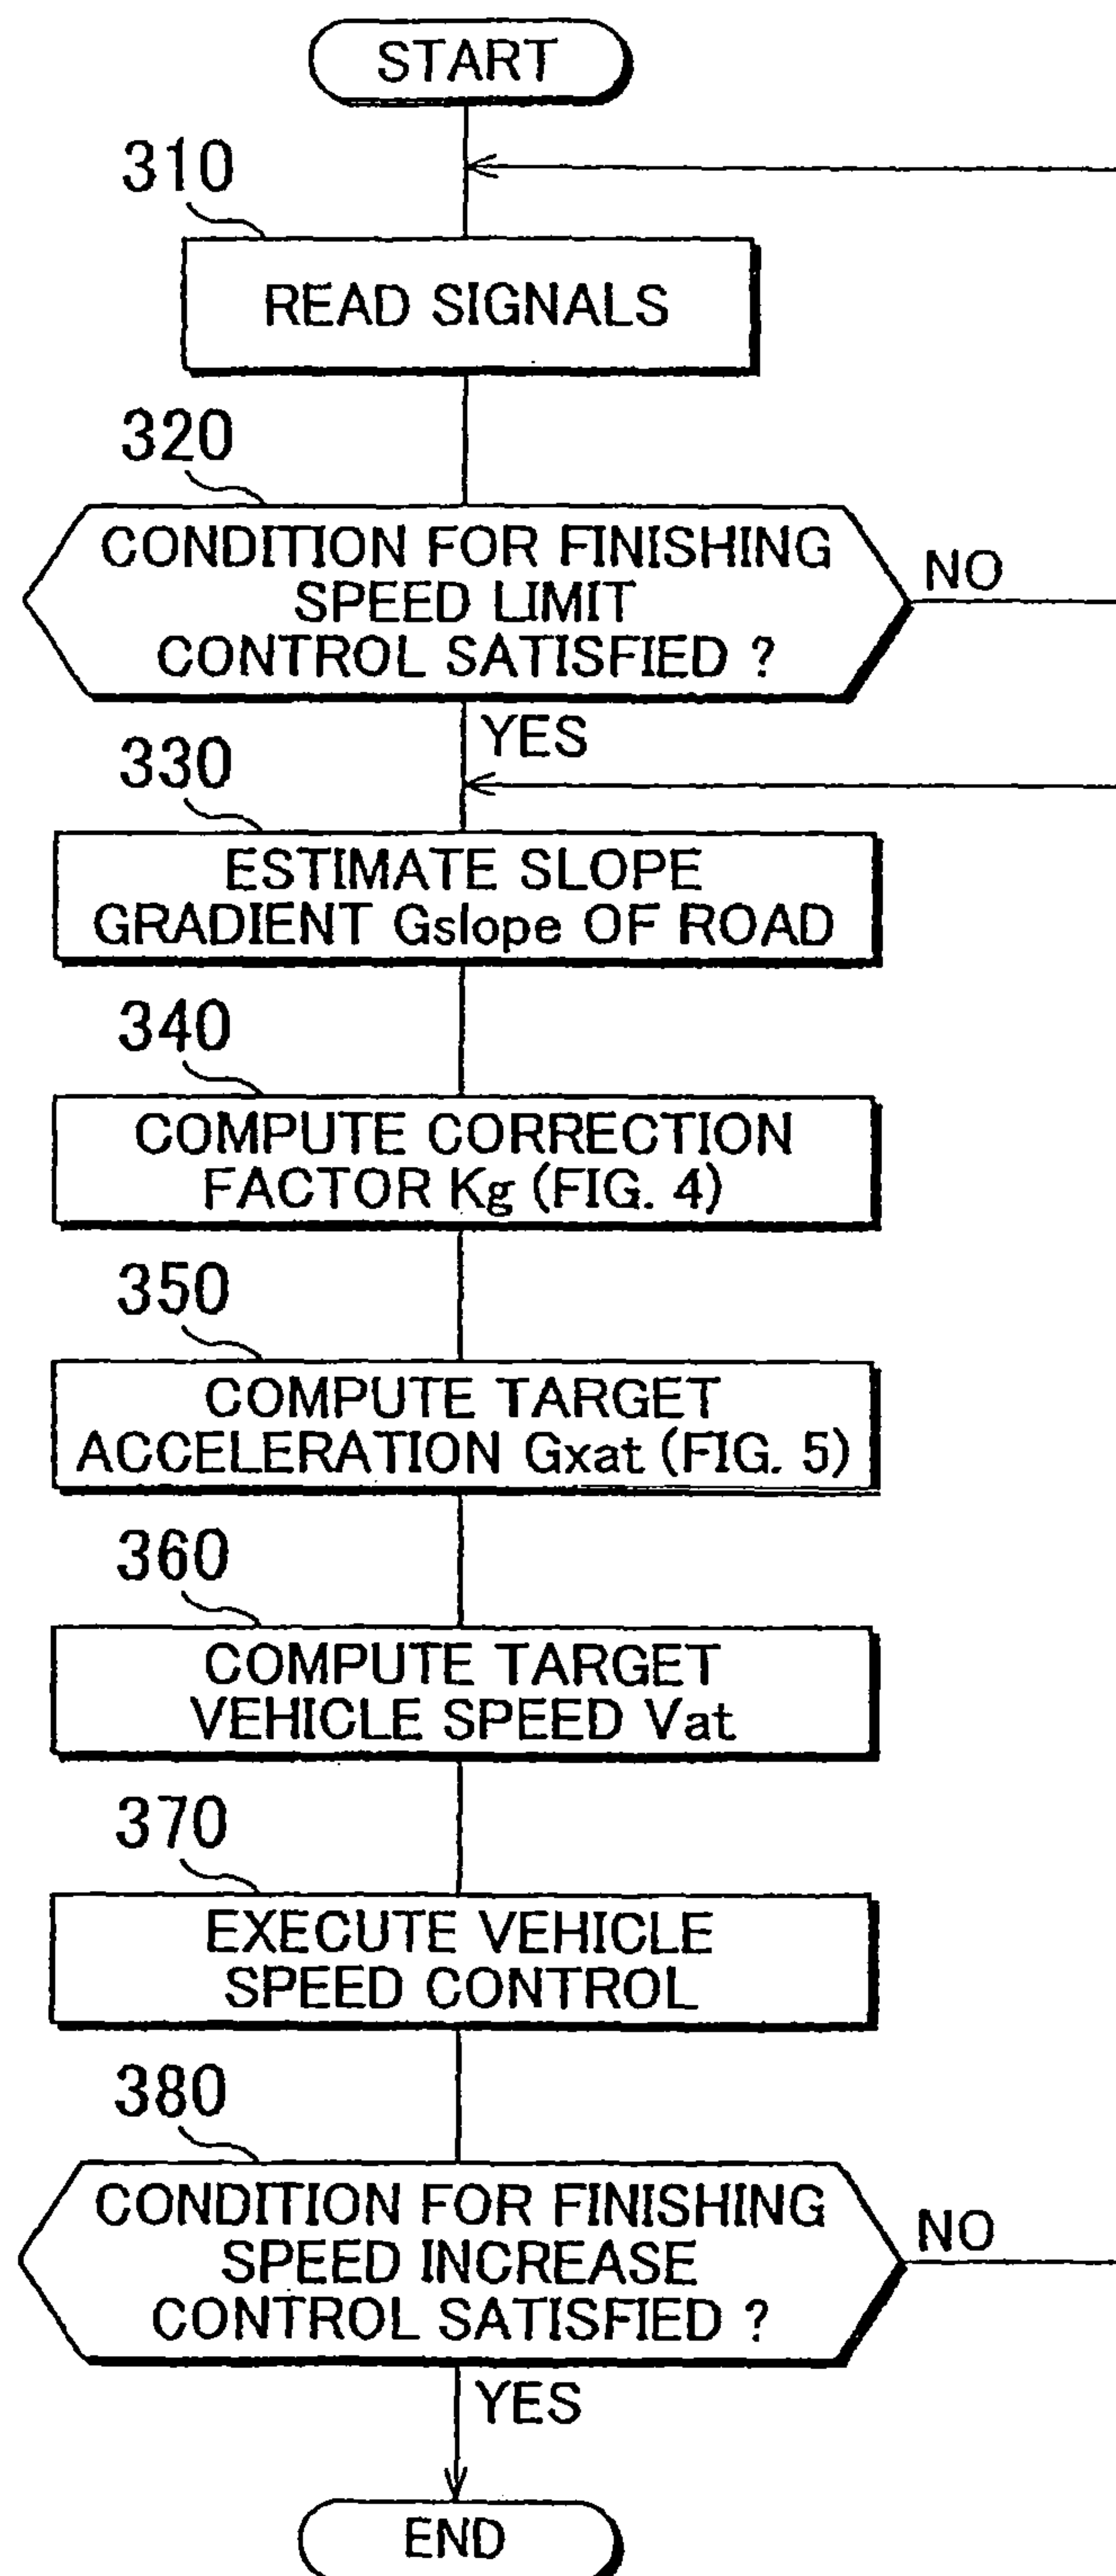 START
310
READ SIGNALS
320
CONDITION FOR FINISHING
SPEED LIMIT
CONTROL SATISFIED ?
NO
YES
330
ESTIMATE SLOPE
GRADIENT Gslope OF ROAD
340
COMPUTE CORRECTION
FACTOR Kg (FIG. 4)
350
COMPUTE TARGET
ACCELERATION Gxat (FIG. 5)
360
COMPUTE TARGET
VEHICLE SPEED Vat
370
EXECUTE VEHICLE
SPEED CONTROL
380
CONDITION FOR FINISHING
SPEED INCREASE
CONTROL SATISFIED ?
NO
YES
END